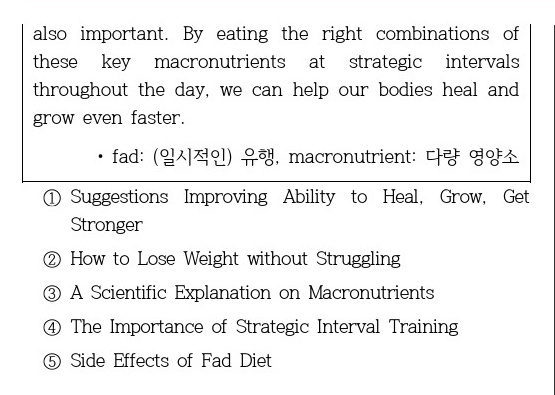 also important. By eating the right combinations of
these key macronutrients at strategic intervals
throughout the day, we can help our bodies heal and
grow even faster.
• fad: (일시적인) 유행, macronutrient: 다량 영양소
① Suggestions Improving Ability to Heal, Grow, Get
Stronger
② How to Lose Weight without Struggling
③ A Scientific Explanation on Macronutrients
④ The Importance of Strategic Interval Training
⑤ Side Effects of Fad Diet